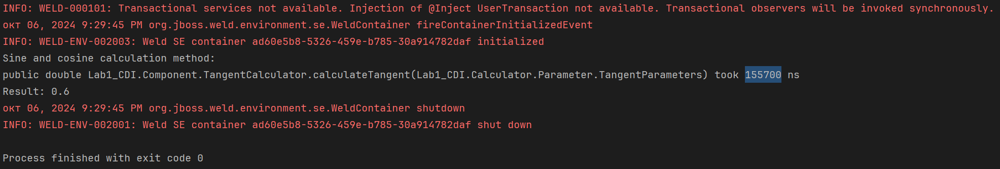 INFO: WELD-000101: Transactional services not available. Injection of @Inject UserTransaction not available. Transactional observers will be invoked synchronously.
окт 06, 2024 9:29:45 PM org.jboss.weld.environment.se.WeldContainer fireContainerInitializedEvent
INFO: WELD-ENV-002003: Weld SE container ad60e5b8-5326-459e-b785-30a914782daf initialized
Sine and cosine calculation method:
public double Lab1_CDI.Component.TangentCalculator.calculateTangent(Lab1_CDI.Calculator.Parameter.TangentParameters) took 155700 ns
Result: 0.6
окт 06, 2024 9:29:45 PM org.jboss.weld.environment.se.WeldContainer shutdown
INFO: WELD-ENV-002001: Weld SE container ad60e5b8-5326-459e-b785-30a914782daf shut down
Process finished with exit code 0